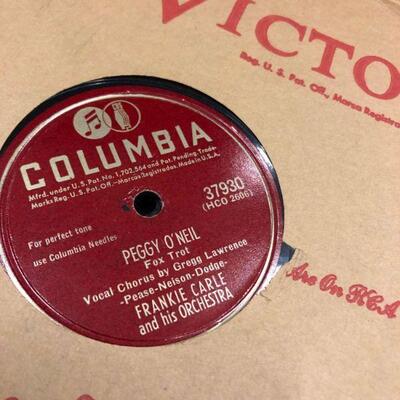 VICTO
Reg. U. S. Pat. Off., Marca Registra
COLUMBIA
Mfrd. under U.S. Pat. No. 1,702,564 and Pat. Pending. Trade-
Marks Reg. U.S. Pat. Off.-Marcas Registradas. Made in U.S.A.
37930
(HCO 2606)
For perfect tone
use Columbia Needles
PEGGY O'NEIL
Fox Trot
Vocal Chorus by Gregg Lawrence
-Pease-Nelson-Dodge-
FRANKIE CARLE
and his ORCHESTRA
Are On RCA